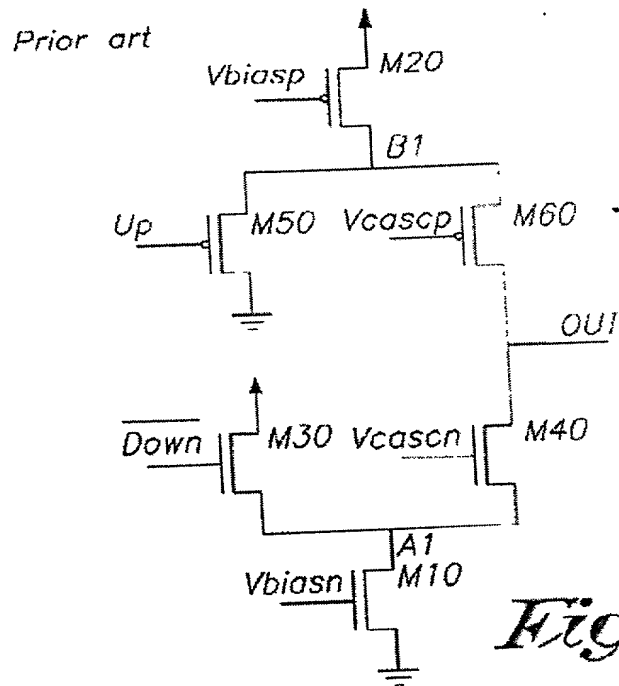 Prior art
Vbiasp
M20
B1
Up
M50
Vcascp
M60
OUT
Down
M30
Vcascn
M40
A1
Vbiasn
M10
Fig